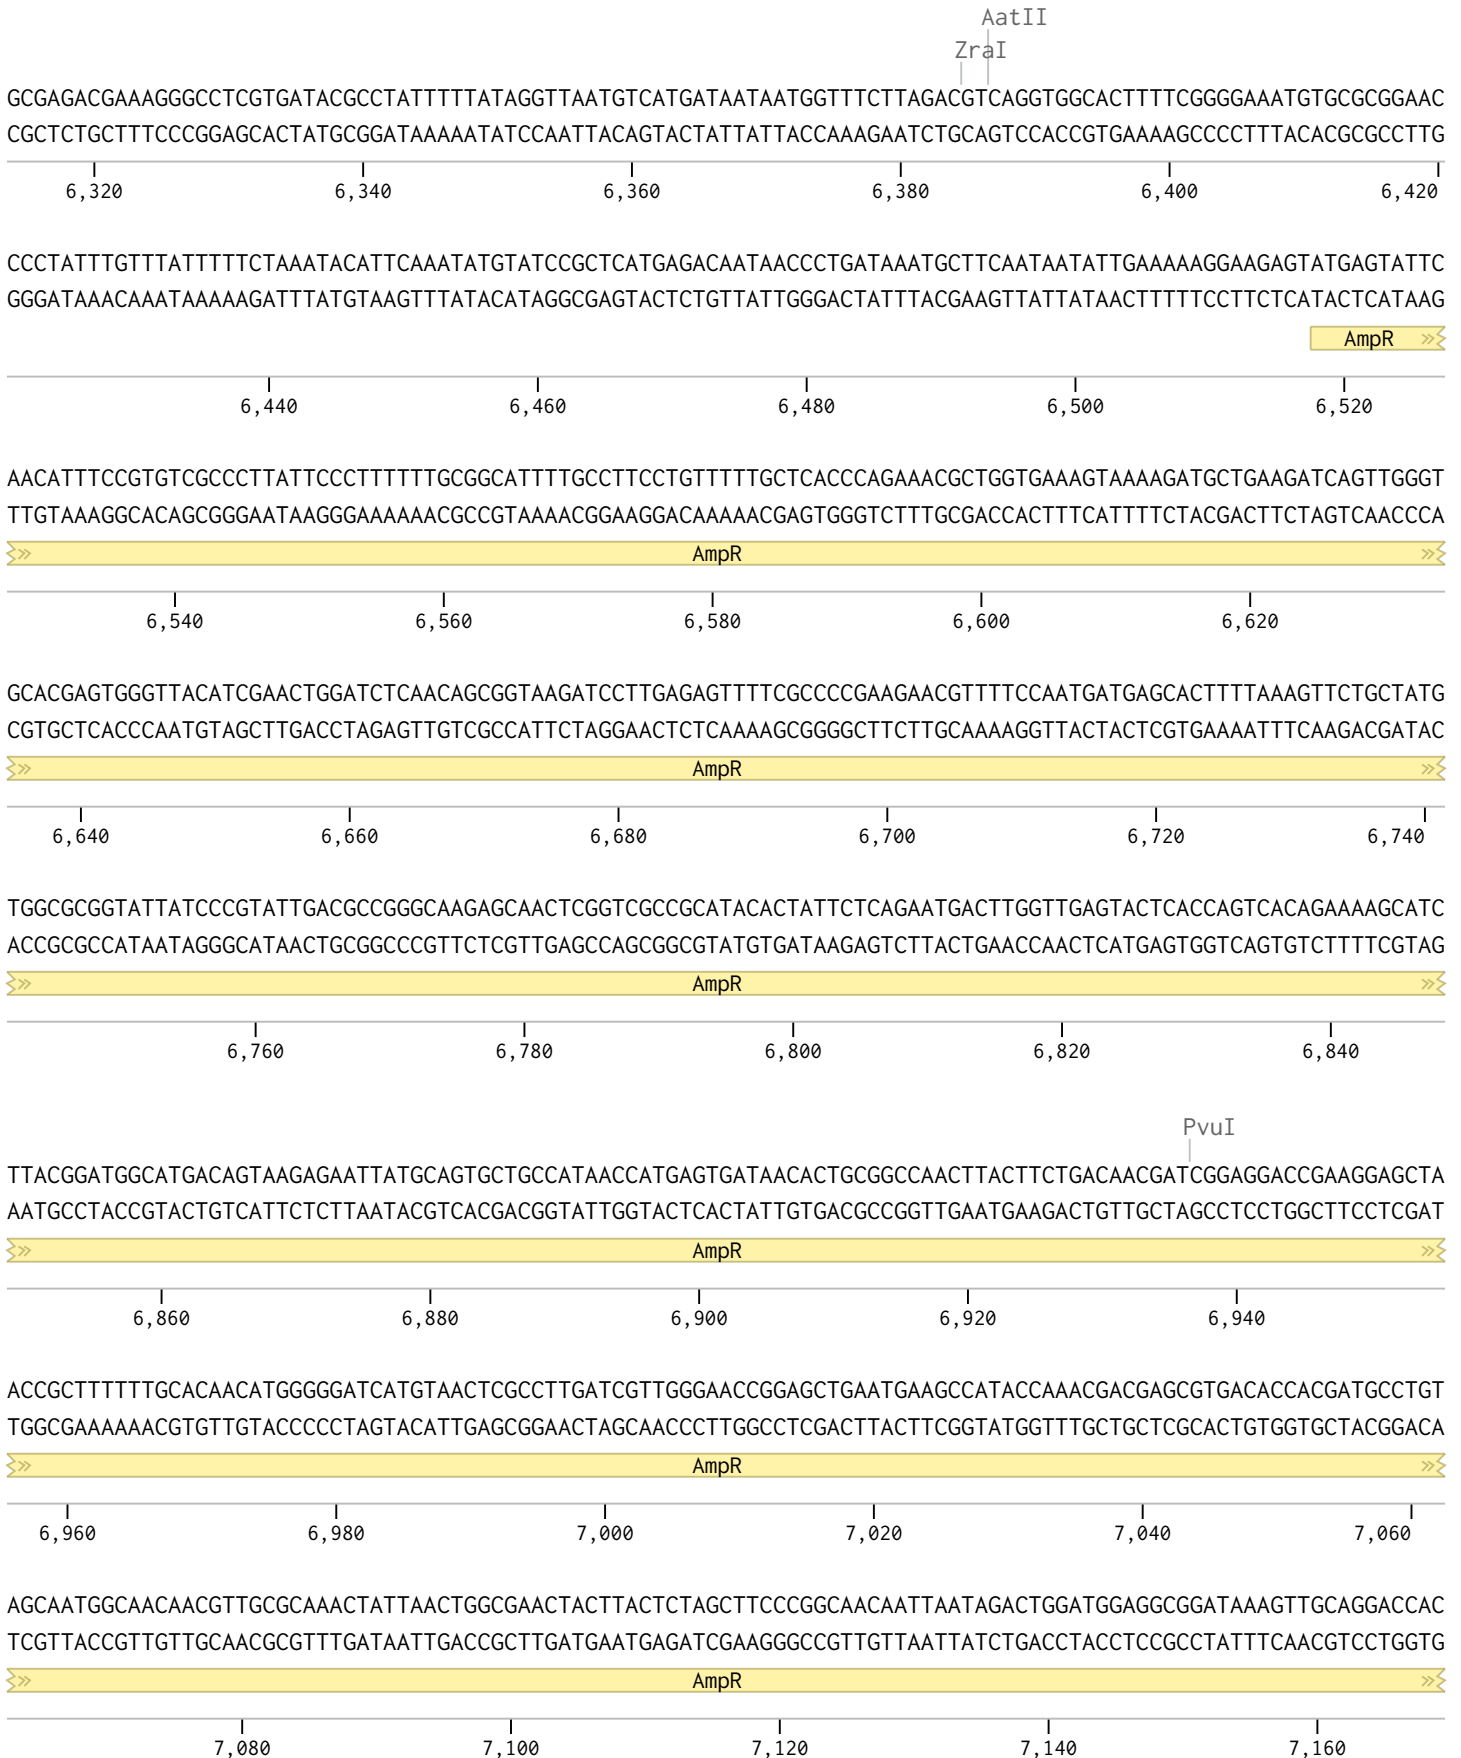 AatII
ZraI
GCGAGACGAAAGGGCCTCGTGATACGCCTATTTTTATAGGTTAATGTCATGATAATAATGGTTTCTTAGACGTCAGGTGGCACTTTTCGGGGAAATGTGCGCGGAAC
CGCTCTGCTTTCCCGGAGCACTATGCGGATAAAAATATCCAATTACAGTACTATTATTACCAAAGAATCTGCAGTCCACCGTGAAAAGCCCCTTTACACGCGCCTTG
6,320 6,340 6,360 6,380 6,400 6,420
CCCTATTTGTTTATTTTTCTAAATACATTCAAATATGTATCCGCTCATGAGACAATAACCCTGATAAATGCTTCAATAATATTGAAAAAGGAAGAGTATGAGTATTC
GGGATAAACAAATAAAAAGATTTATGTAAGTTTATACATAGGCGAGTACTCTGTTATTGGGACTATTTACGAAGTTATTATAACTTTTTCCTTCTCATACTCATAAG
AmpR
6,440 6,460 6,480 6,500 6,520
AACATTTCCGTGTCGCCCTTATTCCCTTTTTTGCGGCATTTTGCCTTCCTGTTTTTGCTCACCCAGAAACGCTGGTGAAAGTAAAAGATGCTGAAGATCAGTTGGGT
TTGTAAAGGCACAGCGGGAATAAGGGAAAAAACGCCGTAAAACGGAAGGACAAAAACGAGTGGGTCTTTGCGACCACTTTCATTTTCTACGACTTCTAGTCAACCCA
AmpR
6,540 6,560 6,580 6,600 6,620
GCACGAGTGGGTTACATCGAACTGGATCTCAACAGCGGTAAGATCCTTGAGAGTTTTCGCCCCGAAGAACGTTTTCCAATGATGAGCACTTTTAAAGTTCTGCTATG
CGTGCTCACCCAATGTAGCTTGACCTAGAGTTGTCGCCATTCTAGGAACTCTCAAAAGCGGGGCTTCTTGCAAAAGGTTACTACTCGTGAAAATTTCAAGACGATAC
AmpR
6,640 6,660 6,680 6,700 6,720 6,740
TGGCGCGGTATTATCCCGTATTGACGCCGGGCAAGAGCAACTCGGTCGCCGCATACACTATTCTCAGAATGACTTGGTTGAGTACTCACCAGTCACAGAAAAGCATC
ACCGCGCCATAATAGGGCATAACTGCGGCCCGTTCTCGTTGAGCCAGCGGCGTATGTGATAAGAGTCTTACTGAACCAACTCATGAGTGGTCAGTGTCTTTTCGTAG
AmpR
6,760 6,780 6,800 6,820 6,840
PvuI
TTACGGATGGCATGACAGTAAGAGAATTATGCAGTGCTGCCATAACCATGAGTGATAACACTGCGGCCAACTTACTTCTGACAACGATCGGAGGACCGAAGGAGCTA
AATGCCTACCGTACTGTCATTCTCTTAATACGTCACGACGGTATTGGTACTCACTATTGTGACGCCGGTTGAATGAAGACTGTTGCTAGCCTCCTGGCTTCCTCGAT
AmpR
6,860 6,880 6,900 6,920 6,940
ACCGCTTTTTTGCACAACATGGGGGATCATGTAACTCGCCTTGATCGTTGGGAACCGGAGCTGAATGAAGCCATACCAAACGACGAGCGTGACACCACGATGCCTGT
TGGCGAAAAAACGTGTTGTACCCCCTAGTACATTGAGCGGAACTAGCAACCCTTGGCCTCGACTTACTTCGGTATGGTTTGCTGCTCGCACTGTGGTGCTACGGACA
AmpR
6,960 6,980 7,000 7,020 7,040 7,060
AGCAATGGCAACAACGTTGCGCAAACTATTAACTGGCGAACTACTTACTCTAGCTTCCCGGCAACAATTAATAGACTGGATGGAGGCGGATAAAGTTGCAGGACCAC
TCGTTACCGTTGTTGCAACGCGTTTGATAATTGACCGCTTGATGAATGAGATCGAAGGGCCGTTGTTAATTATCTGACCTACCTCCGCCTATTTCAACGTCCTGGTG
AmpR
7,080 7,100 7,120 7,140 7,160